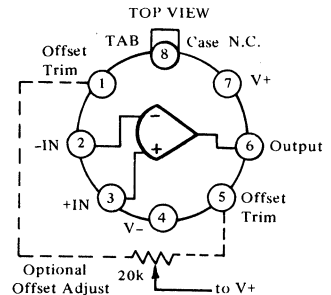 TOP VIEW
Offset
Trim
TAB
8
Case N.C.
1
7
V+
–IN
2
−
+
6
Output
+IN
3
V–
4
5
Offset
Trim
Optional
Offset Adjust
20k
to V+